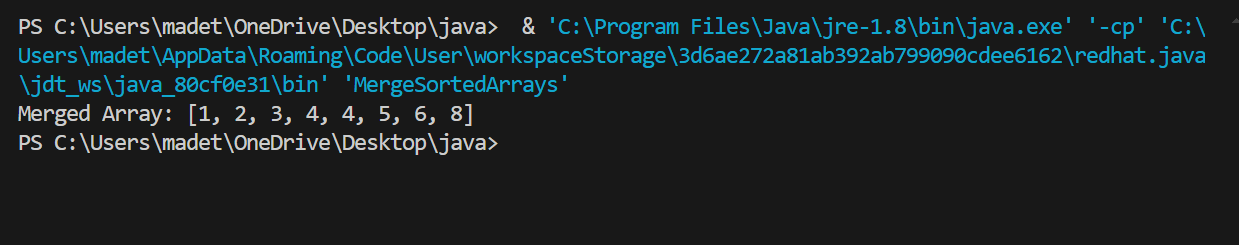 PS C:\Users\madet\OneDrive\Desktop\java>  & 'C:\Program Files\Java\jre-1.8\bin\java.exe' '-cp' 'C:\
Users\madet\AppData\Roaming\Code\User\workspaceStorage\3d6ae272a81ab392ab799090cdee6162\redhat.java
\jdt_ws\java_80cf0e31\bin' 'MergeSortedArrays'
Merged Array: [1, 2, 3, 4, 4, 5, 6, 8]
PS C:\Users\madet\OneDrive\Desktop\java>